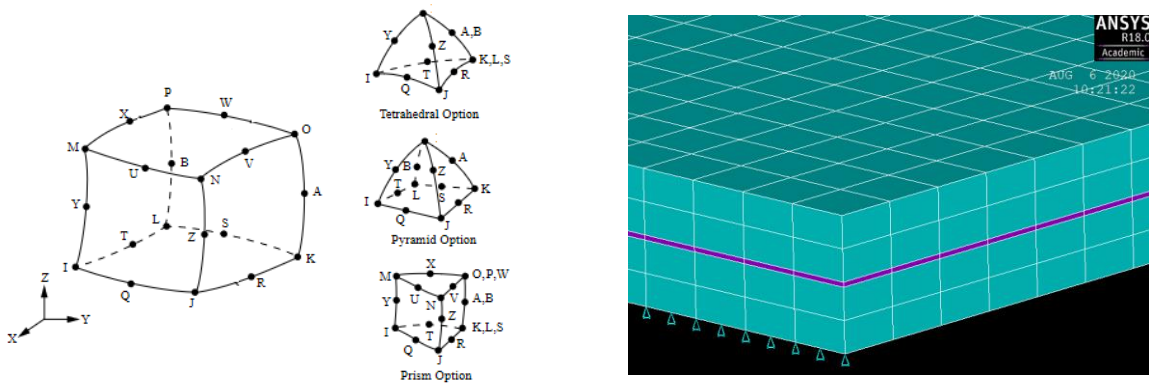 P
W
X
O
M
B
V
U
N
A
Y
L
Z
S
T
I
K
Q
R
J
Z
X
Y
A,B
Y
Z
K,L,S
T
I
R
Q
J
Tetrahedral Option
A
Y
B
Z
T
L
K
S
I
R
Q
J
Pyramid Option
X
M
O,P,W
U
V
N
Y
A,B
Z
I
T
K,L,S
Q
R
J
Prism Option
ANSYS
R18.0
Academic
AUG 6 2020
10:21:22